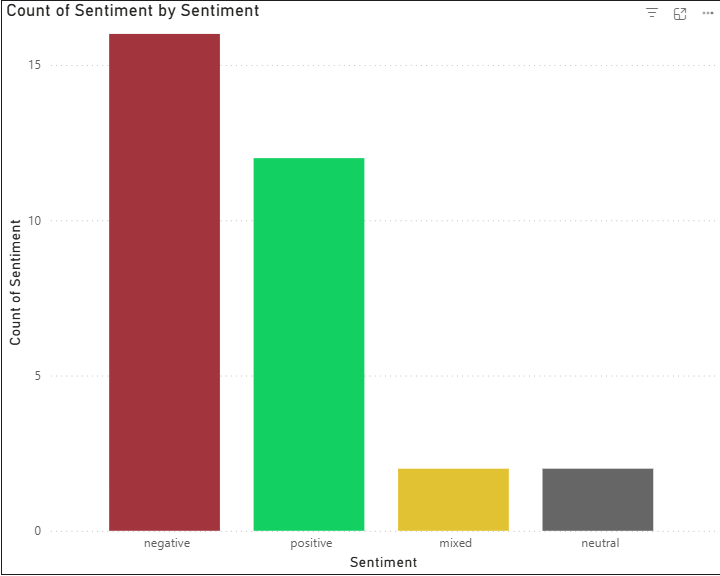 Count of Sentiment by Sentiment
15
10
5
0
Count of Sentiment
negative positive mixed neutral
Sentiment